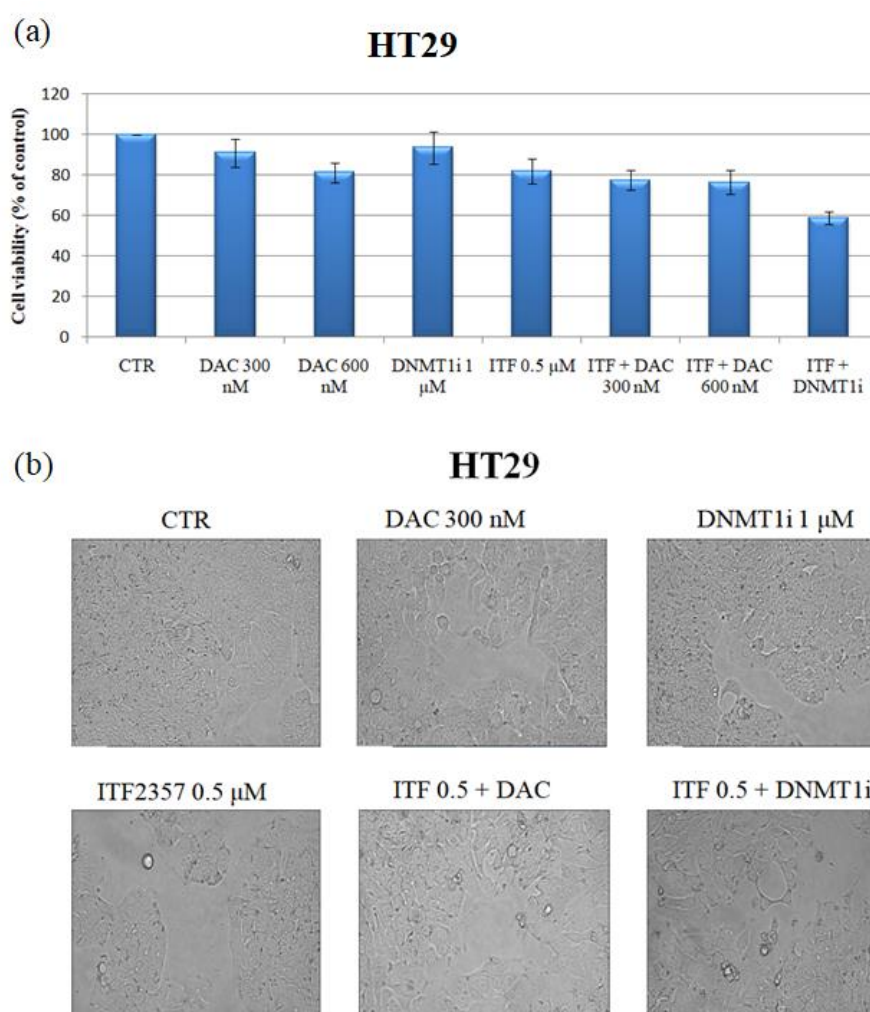 (a)
HT29
Cell viability (% of control)
120
100
80
60
40
20
0
CTR
DAC 300
nM
DAC 600
nM
DNMT1i 1
μM
ITF 0.5 μM
ITF + DAC
300 nM
ITF + DAC
600 nM
ITF +
DNMT1i
(b)
HT29
CTR
DAC 300 nM
DNMT1i 1 μM
ITF2357 0.5 μM
ITF 0.5 + DAC
ITF 0.5 + DNMT1i